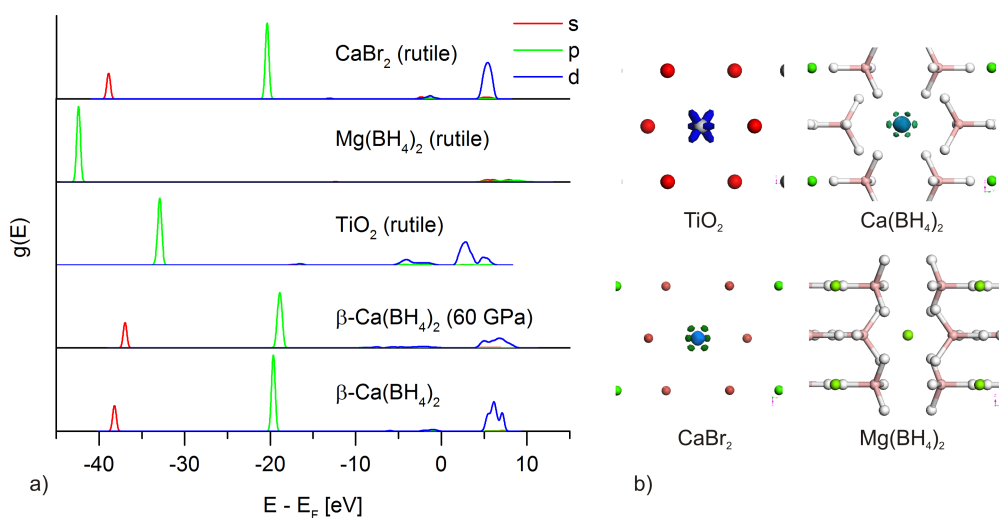 s
p
d
CaBr2 (rutile)
Mg(BH4)2 (rutile)
TiO2 (rutile)
β-Ca(BH4)2 (60 GPa)
β-Ca(BH4)2
g(E)
-40 -30 -20 -10 0 10
E - EF [eV]
a)
TiO2
Ca(BH4)2
CaBr2
Mg(BH4)2
b)